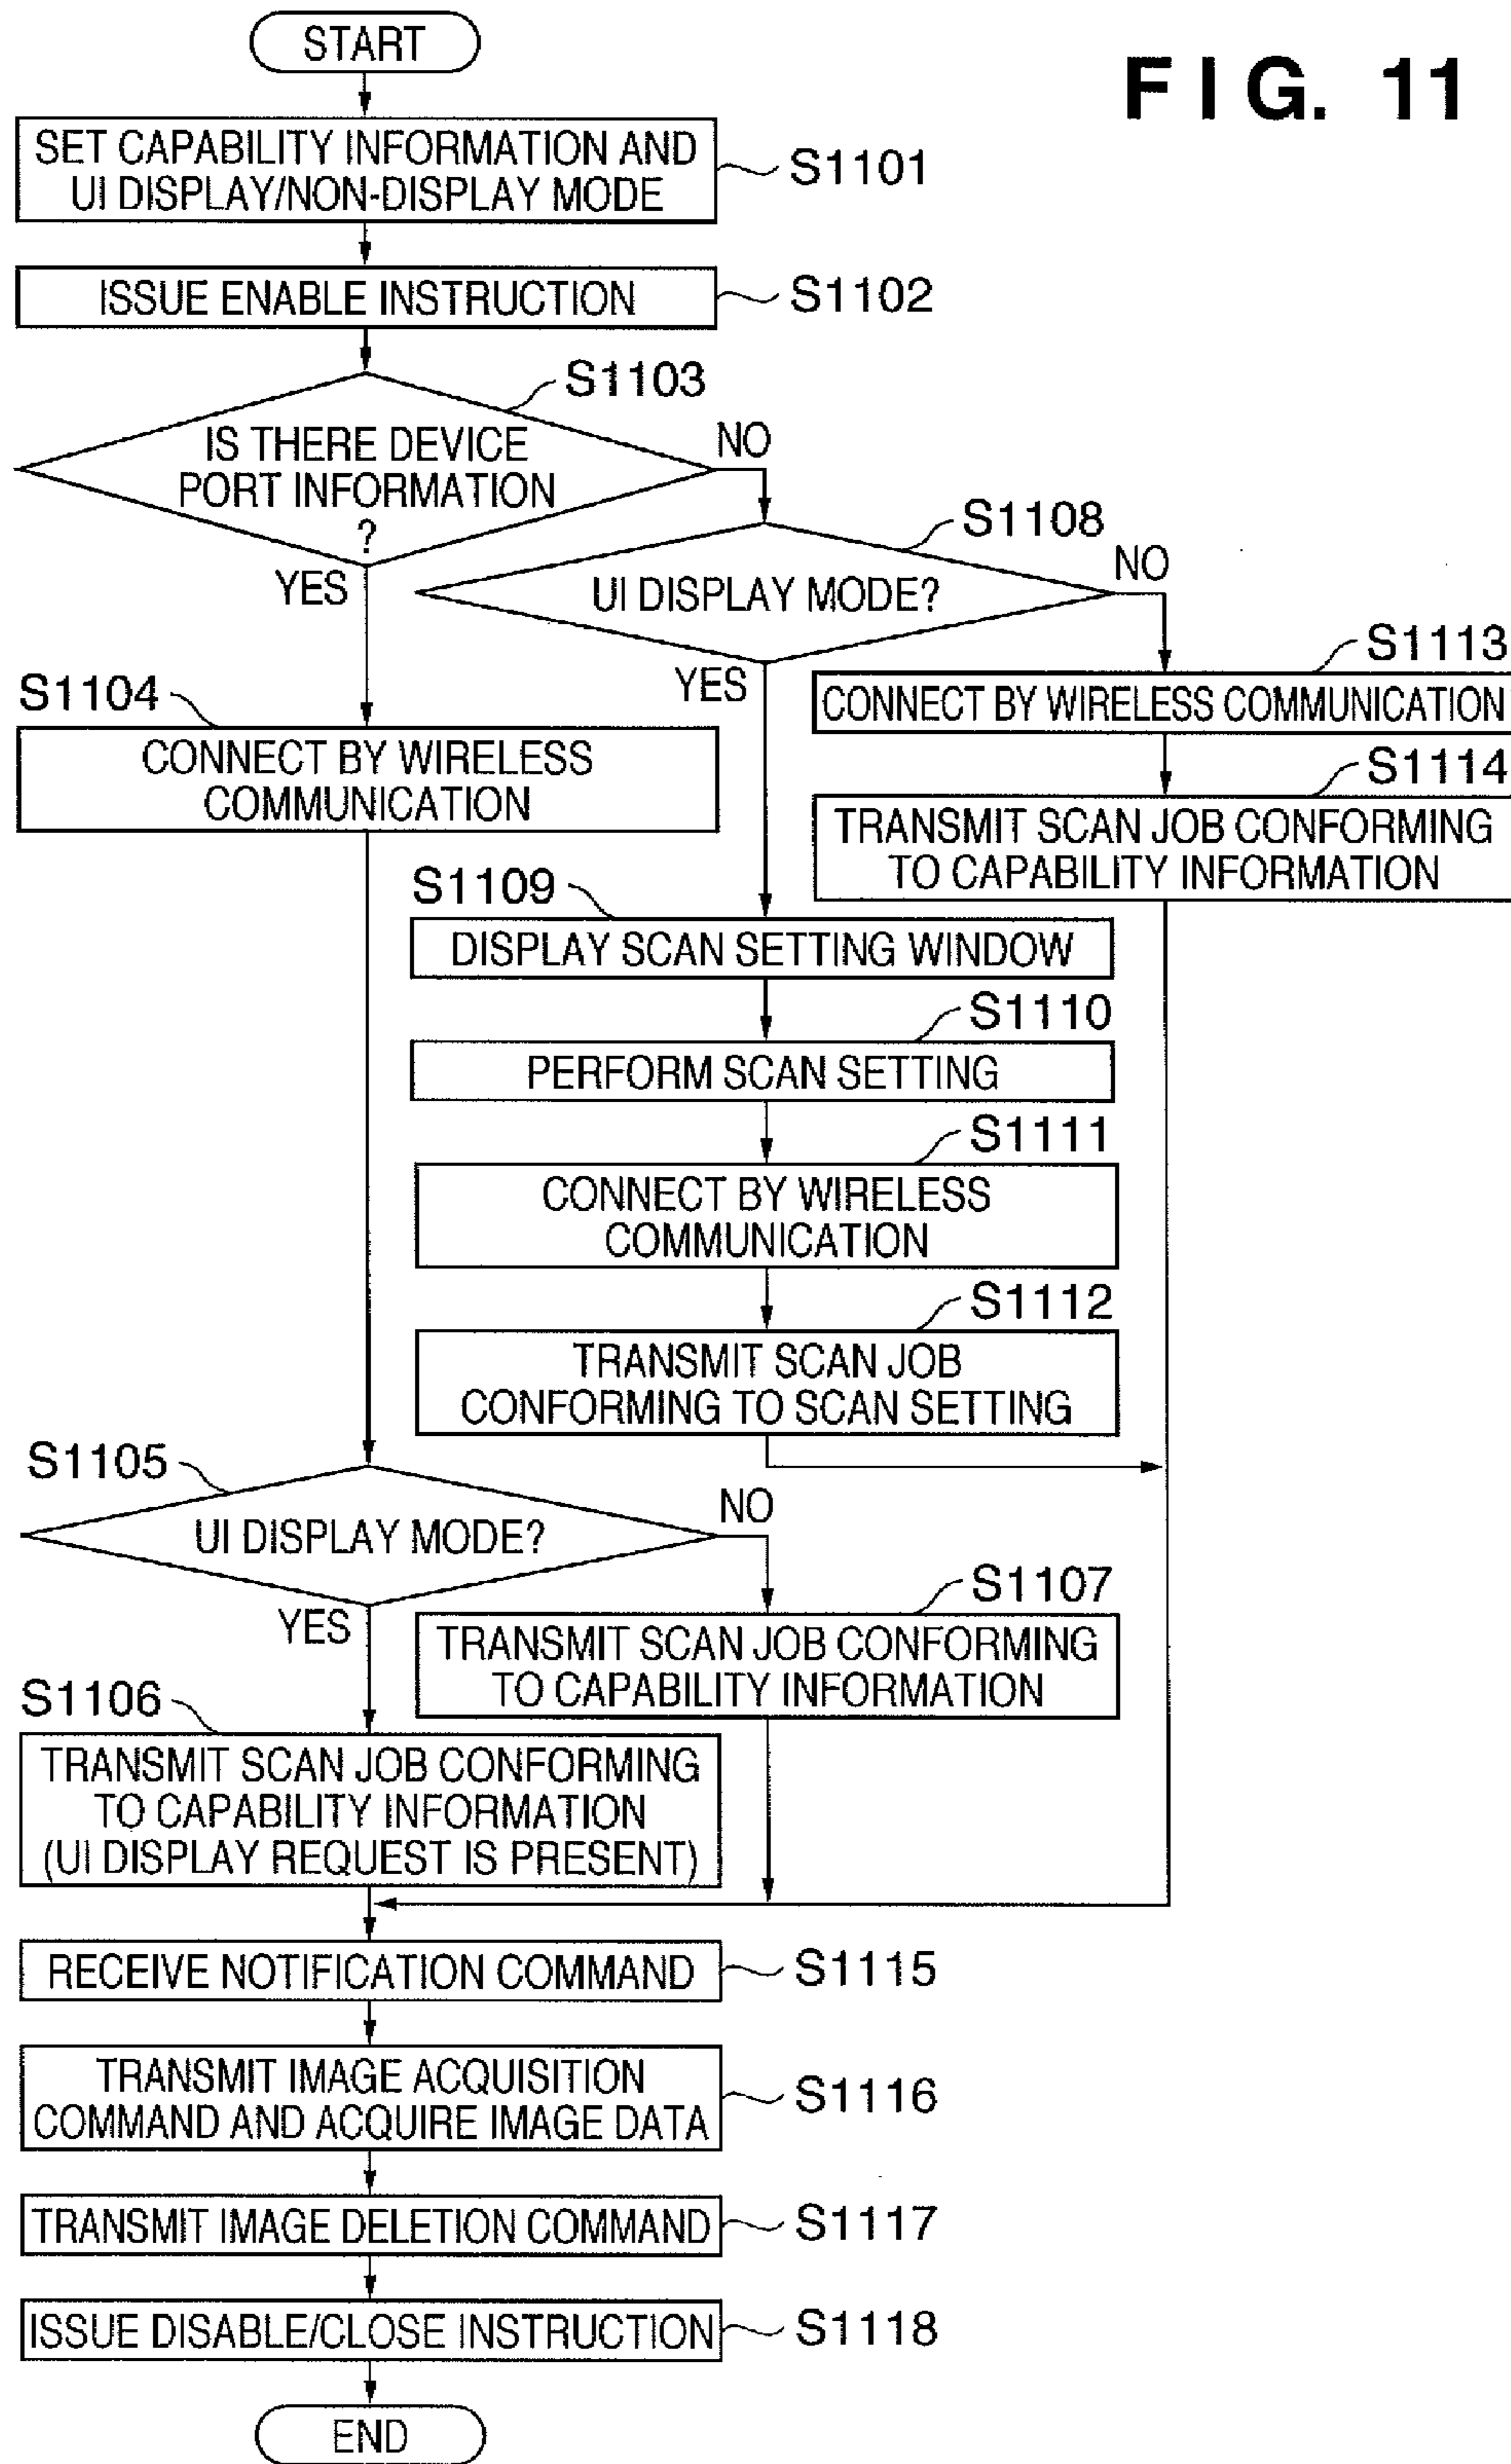 START
FIG. 11
SET CAPABILITY INFORMATION AND
UI DISPLAY/NON-DISPLAY MODE
S1101
ISSUE ENABLE INSTRUCTION
S1102
S1103
IS THERE DEVICE
PORT INFORMATION
?
NO
YES
S1108
UI DISPLAY MODE?
NO
YES
S1113
CONNECT BY WIRELESS COMMUNICATION
S1104
CONNECT BY WIRELESS
COMMUNICATION
S1114
TRANSMIT SCAN JOB CONFORMING
TO CAPABILITY INFORMATION
S1109
DISPLAY SCAN SETTING WINDOW
S1110
PERFORM SCAN SETTING
S1111
CONNECT BY WIRELESS
COMMUNICATION
S1112
TRANSMIT SCAN JOB
CONFORMING TO SCAN SETTING
S1105
UI DISPLAY MODE?
NO
YES
S1107
TRANSMIT SCAN JOB CONFORMING
TO CAPABILITY INFORMATION
S1106
TRANSMIT SCAN JOB CONFORMING
TO CAPABILITY INFORMATION
(UI DISPLAY REQUEST IS PRESENT)
RECEIVE NOTIFICATION COMMAND
S1115
TRANSMIT IMAGE ACQUISITION
COMMAND AND ACQUIRE IMAGE DATA
S1116
TRANSMIT IMAGE DELETION COMMAND
S1117
ISSUE DISABLE/CLOSE INSTRUCTION
S1118
END